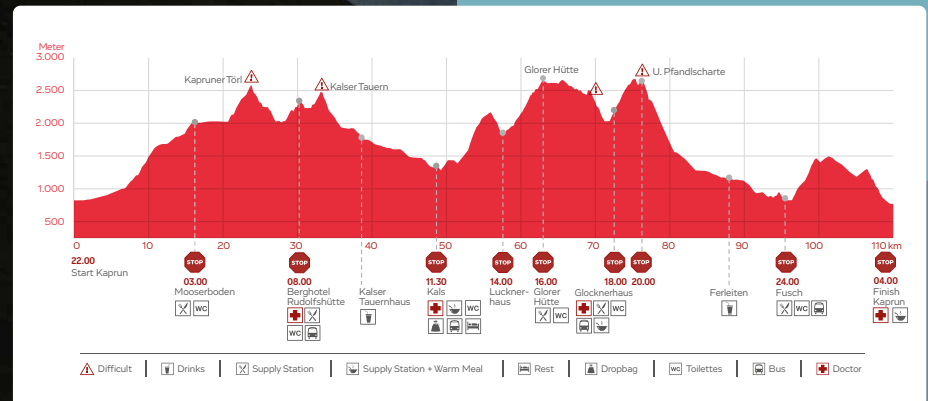 Meter
3.000
2.500
2.000
1.500
1.000
500
Kapruner Törl
Kalser Tauern
Glorer Hütte
U. Pfandlscharte
0 10 20 30 40 50 60 70 80 90 100 110 km
22.00
Start Kaprun
STOP
03.00
Mooserboden
WC
STOP
08.00
Berghotel
Rudolfshütte
WC
Kalser
Tauernhaus
STOP
11.30
Kals
WC
STOP
14.00
Luckner-
haus
STOP
16.00
Glorer
Hütte
WC
STOP STOP
18.00 20.00
Glocknerhaus
WC
Ferleiten
STOP
24.00
Fusch
WC
STOP
04.00
Finish
Kaprun
Difficult
Drinks
Supply Station
Supply Station + Warm Meal
Rest
Dropbag
WC Toilettes
Bus
Doctor